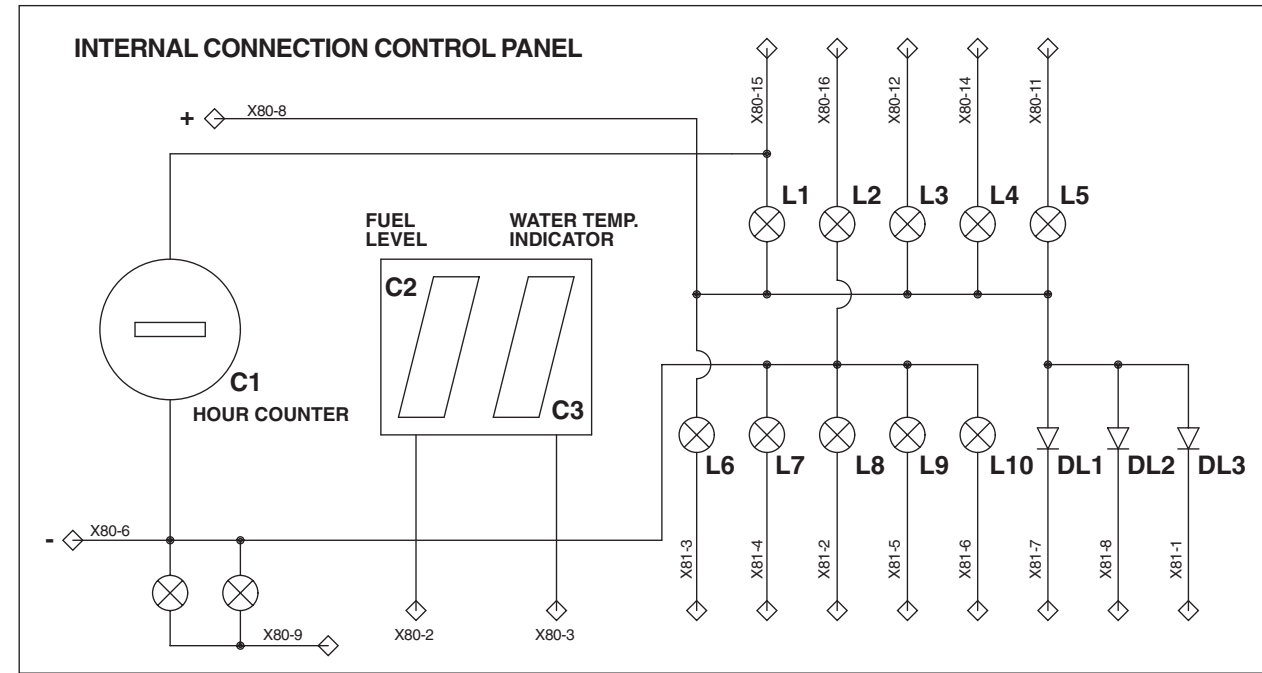 INTERNAL CONNECTION CONTROL PANEL
X80-15
X80-16
X80-12
X80-14
X80-11
+
X80-8
L1
L2
L3
L4
L5
FUEL
LEVEL
WATER TEMP.
INDICATOR
C2
C3
C1
HOUR COUNTER
L6
L7
L8
L9
L10
DL1
DL2
DL3
-
X80-6
X81-3
X81-4
X81-2
X81-5
X81-6
X81-7
X81-8
X81-1
X80-9
X80-2
X80-3